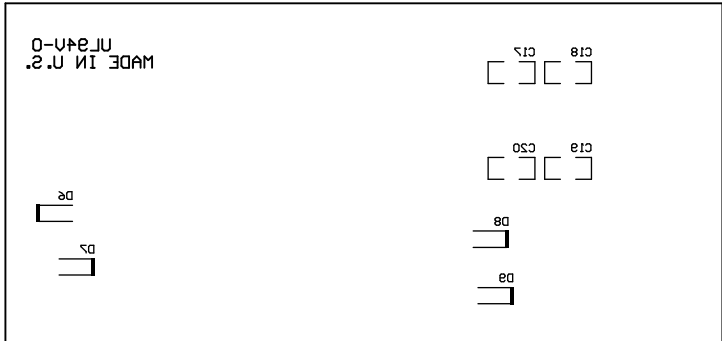 UL94V-0
MADE IN U.S.
C17 C18
C20 C19
D6
D8
D7
D9